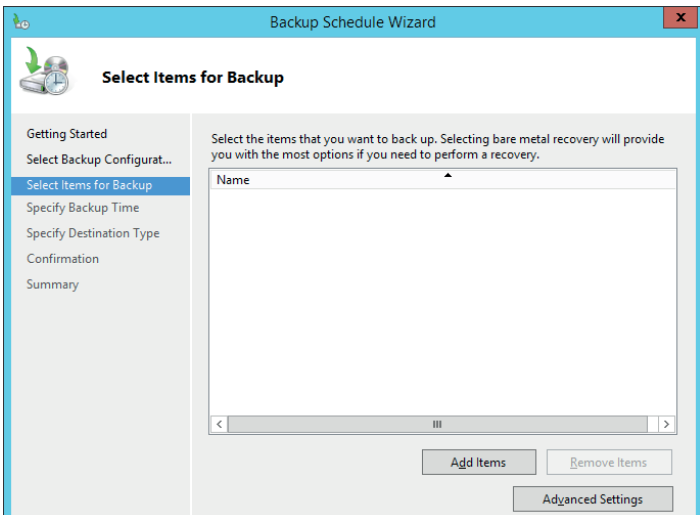 Backup Schedule Wizard
x
Select Items for Backup
Getting Started
Select Backup Configurat...
Select Items for Backup
Specify Backup Time
Specify Destination Type
Confirmation
Summary
Select the items that you want to back up. Selecting bare metal recovery will provide
you with the most options if you need to perform a recovery.
Name
Add Items
Remove Items
Advanced Settings